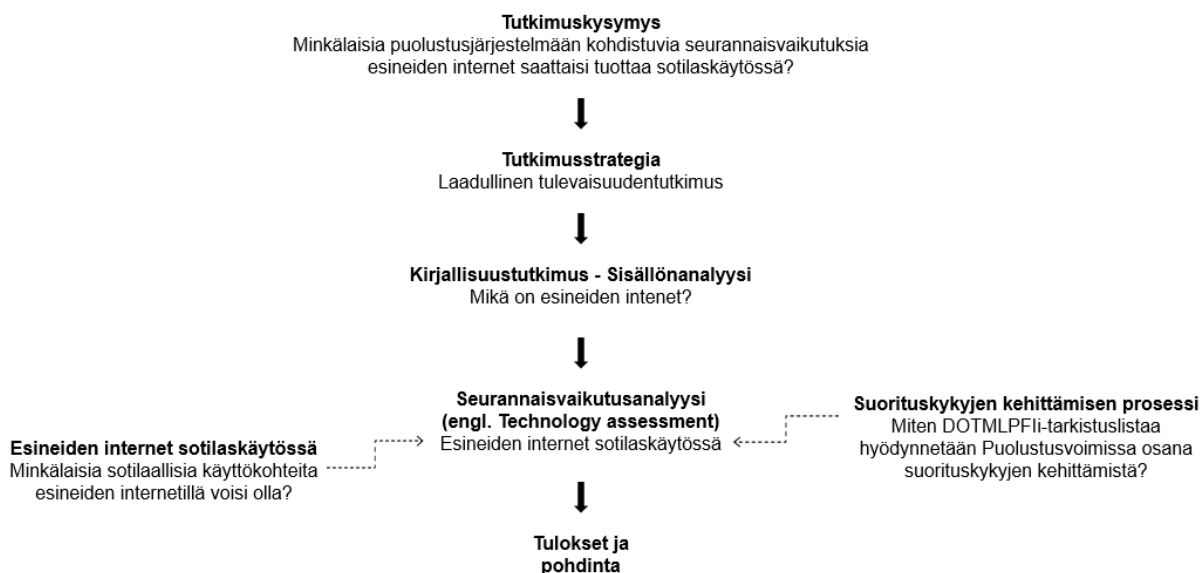 Tutkimuskysymys
Minkälaisia puolustusjärjestelmään kohdistuvia seurannaisvaikutuksia
esineiden internet saattaisi tuottaa sotilaskäytössä?
Tutkimusstrategia
Laadullinen tulevaisuudentutkimus
Kirjallisuustutkimus - Sisällönanalyysi
Mikä on esineiden intenet?
Seurannaisvaikutusanalyysi
(engl. Technology assessment)
Esineiden internet sotilaskäytössä
Esineiden internet sotilaskäytössä
Minkälaisia sotilaallisia käyttökohteita
esineiden internetillä voisi olla?
Suorituskykyjen kehittämisen prosessi
Miten DOTMLPFIi-tarkistuslistaa
hyödynnetään Puolustusvoimissa osana
suorituskykyjen kehittämistä?
Tulokset ja
pohdinta